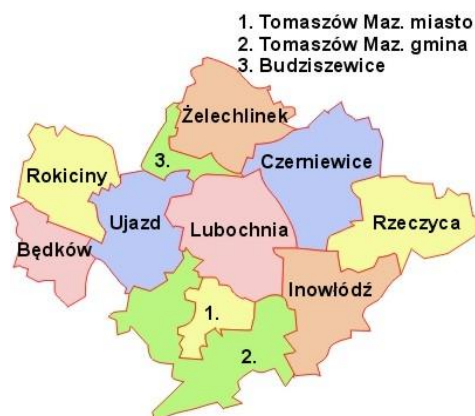 1. Tomaszów Maz. miasto
2. Tomaszów Maz. gmina
3. Budziszewice
Żelechlinek
3.
Czerniewice
Rokiciny
Rzeczyca
Ujazd
Lubochnia
Będków
Inowłódź
1.
2.